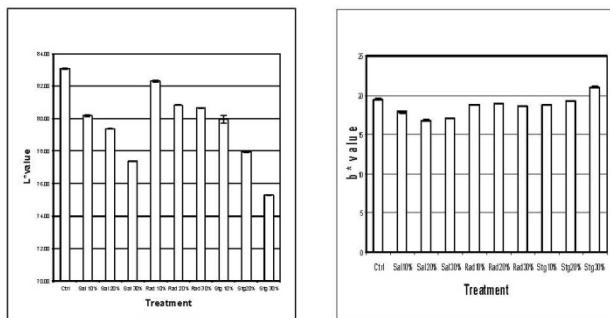 84.00
82.00
80.00
78.00
76.00
74.00
72.00
70.00
L*value
Ctrl Sal 10% Sal 20% Sal 30% Rad 10% Rad 20% Rad 30% Stg 10% Stg20% Stg 30%
Treatment
25
20
15
10
5
0
b* value
Ctrl Sal10% Sal20% Sal30% Rad10% Rad20% Rad30% Stg10% Stg20% Stg30%
Treatment